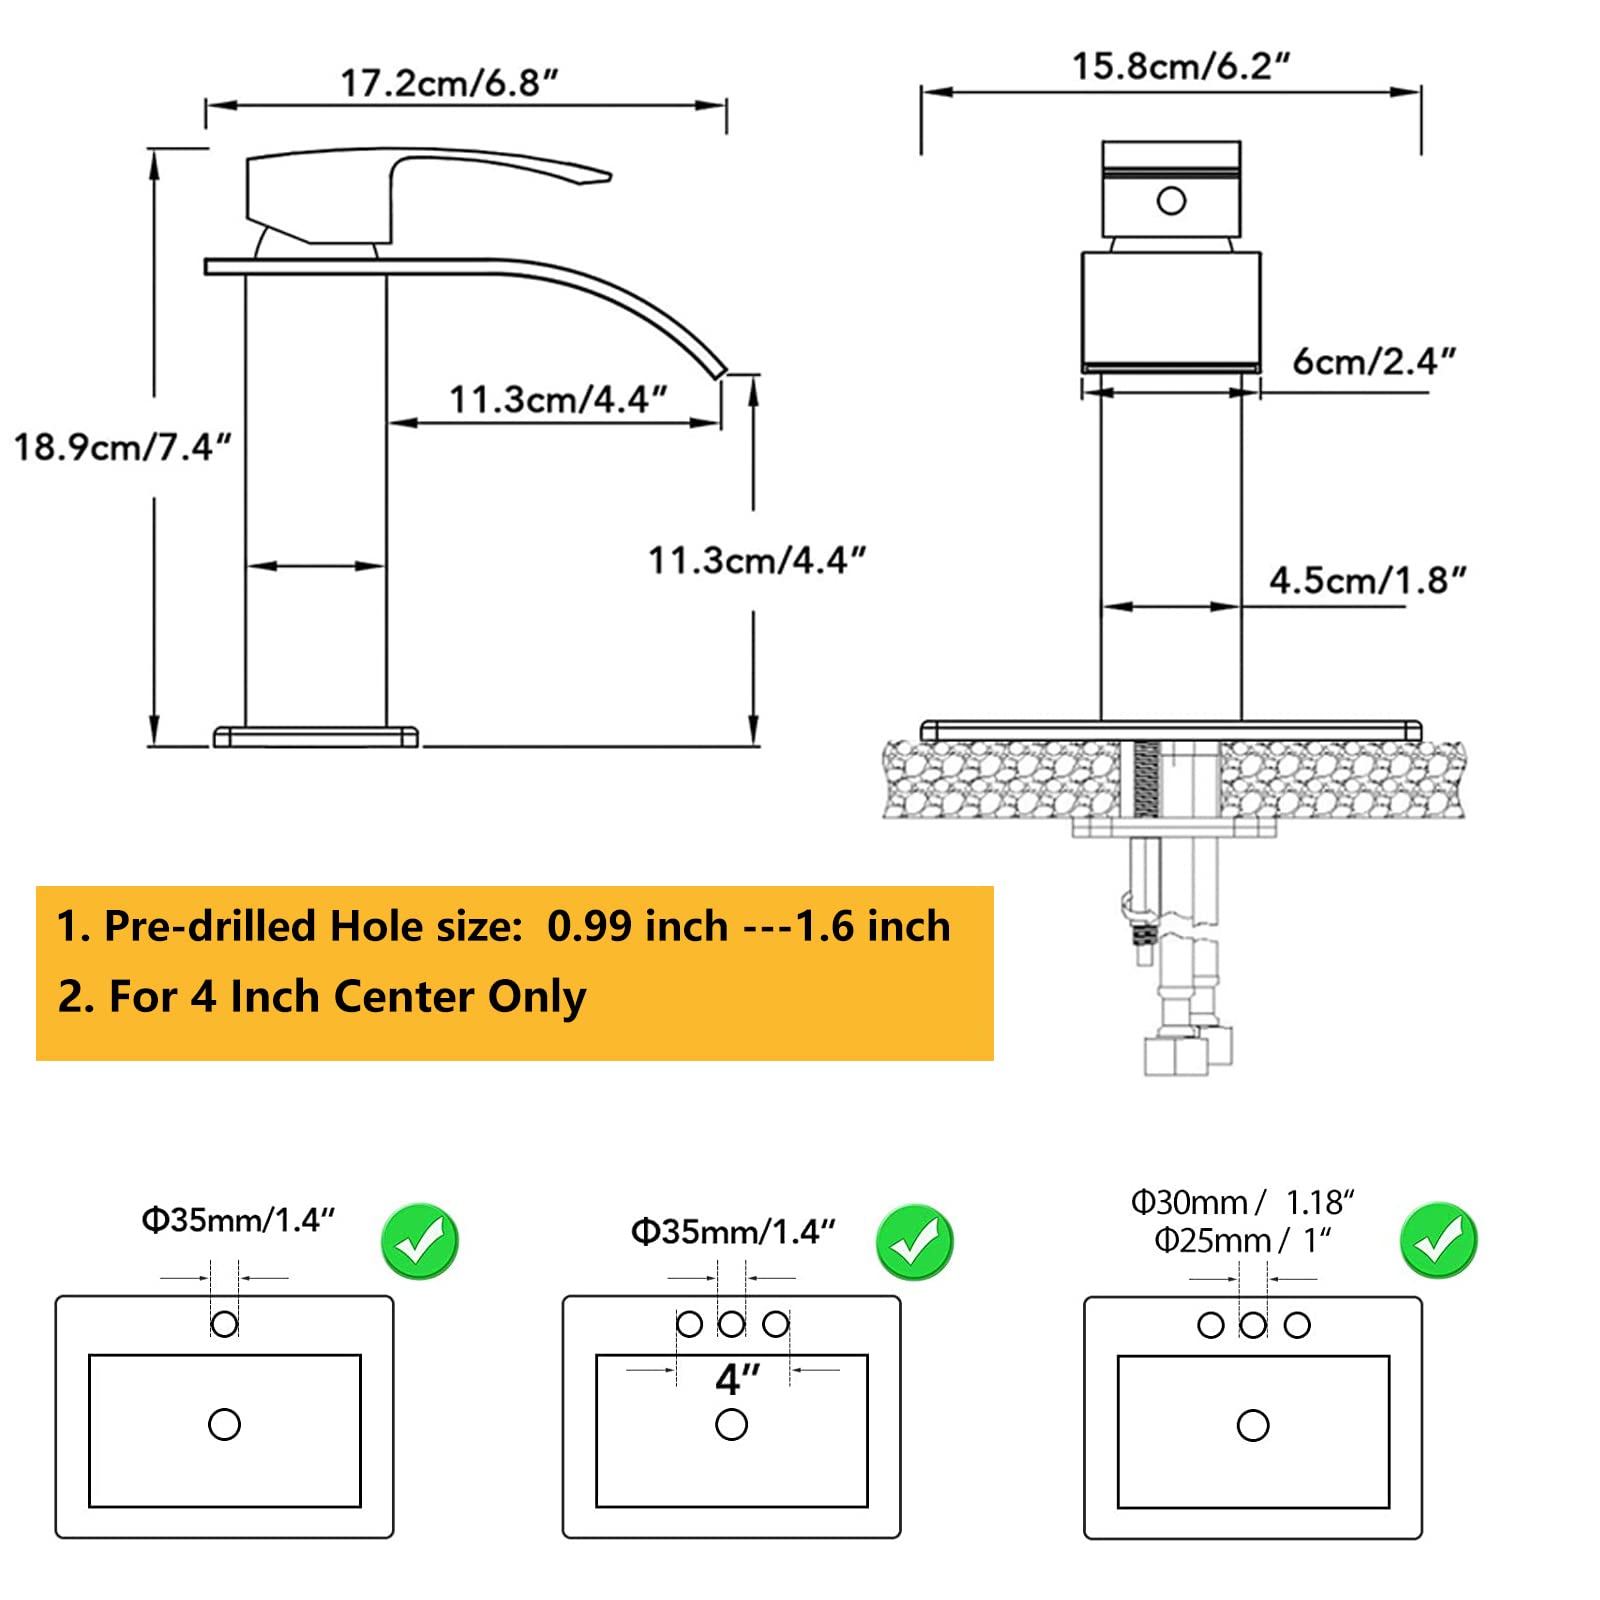 17.2cm/6.8”
15.8cm/6.2”
6cm/2.4”
11.3cm/4.4”
18.9cm/7.4”
11.3cm/4.4”
4.5cm/1.8”
1. Pre-drilled Hole size: 0.99 inch ---1.6 inch
2. For 4 Inch Center Only
Φ35mm/1.4”
Φ35mm/1.4”
Φ30mm / 1.18“
Φ25mm / 1“
4”